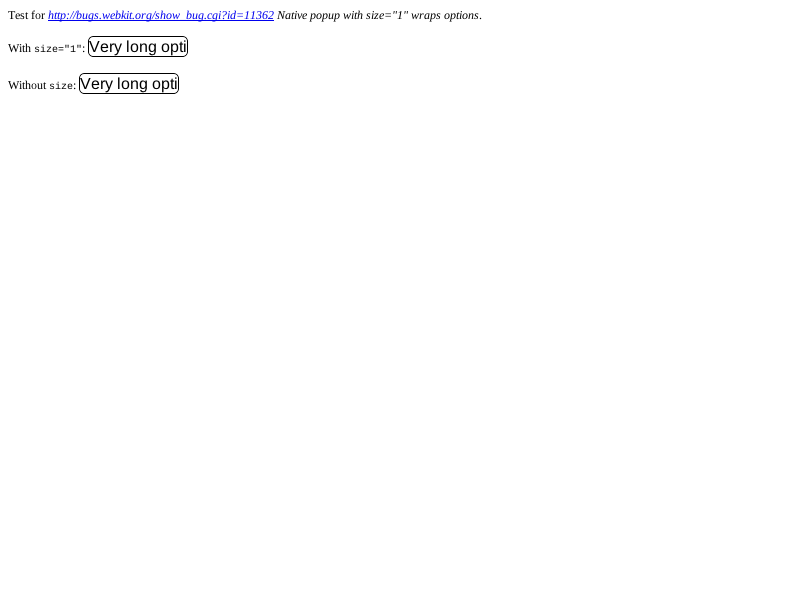 Test for http://bugs.webkit.org/show_bug.cgi?id=11362 Native popup with size="1" wraps options.
With size="1": Very long opti
Without size: Very long opti